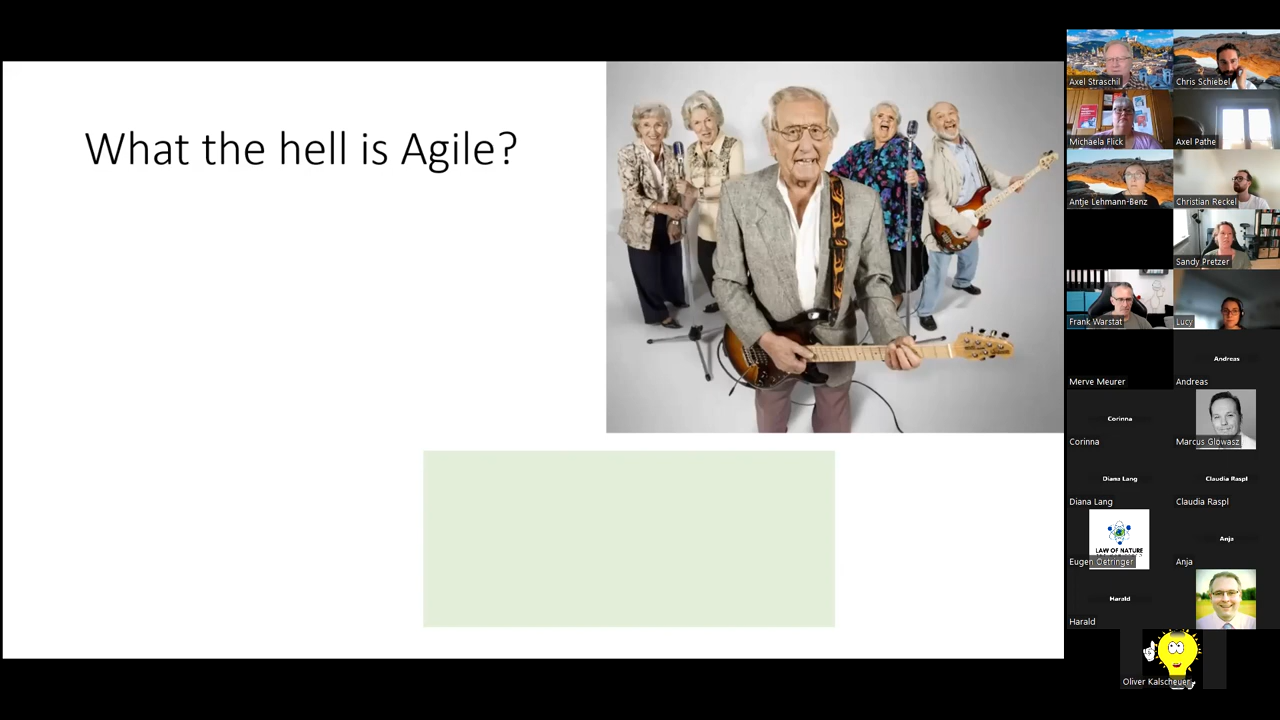 What the hell is Agile?
Axel Straschil
Chris Schiebel
Michaela Flick
Axel Pathe
Antje Lehmann-Benz
Christian Reckel
Sandy Pretzer
Frank Warstat
Lucy
Merve Meurer
Andreas
Andreas
Corinna
Corinna
Marcus Glowasz
Diana Lang
Diana Lang
Claudia Raspl
Claudia Raspl
LAW OF NATURE
Eugen Oetringer
Anja
Anja
Harald
Harald
Oliver Kalscheuer